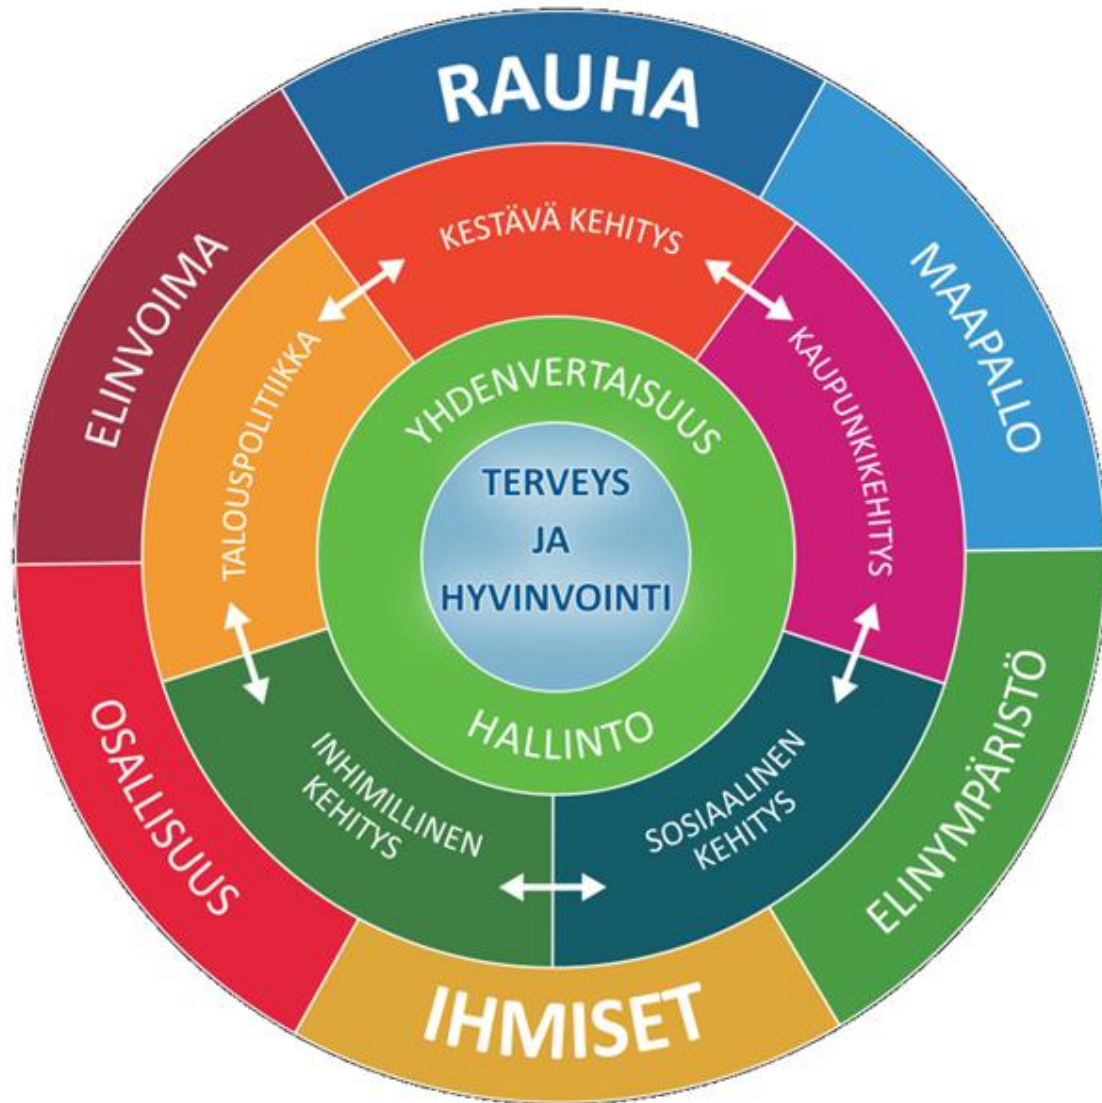 RAUHA
MAAPALLO
ELINYMPÄRISTÖ
IHMISET
OSALLISUUS
ELINVOIMA
KESTÄVÄ KEHITYS
KAUPUNKIKEHITYS
SOSIAALINEN
KEHITYS
INHIMILLINEN
KEHITYS
TALOUSPOLITIIKKA
YHDENVERTAISUUS
HALLINTO
TERVEYS
JA
HYVINVOINTI